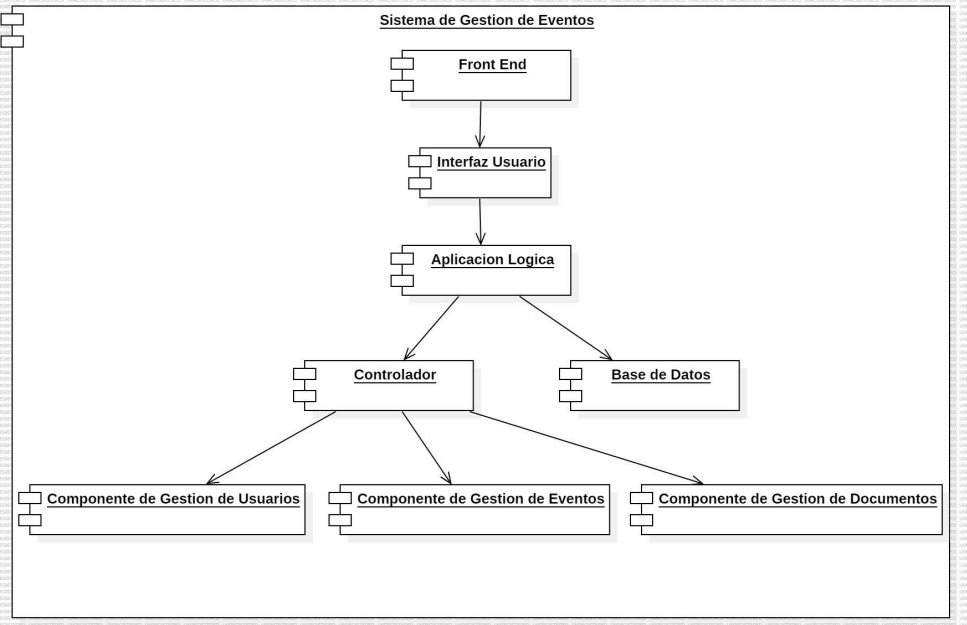 Sistema de Gestion de Eventos
Front End
Interfaz Usuario
Aplicacion Logica
Controlador
Base de Datos
Componente de Gestion de Usuarios
Componente de Gestion de Eventos
Componente de Gestion de Documentos